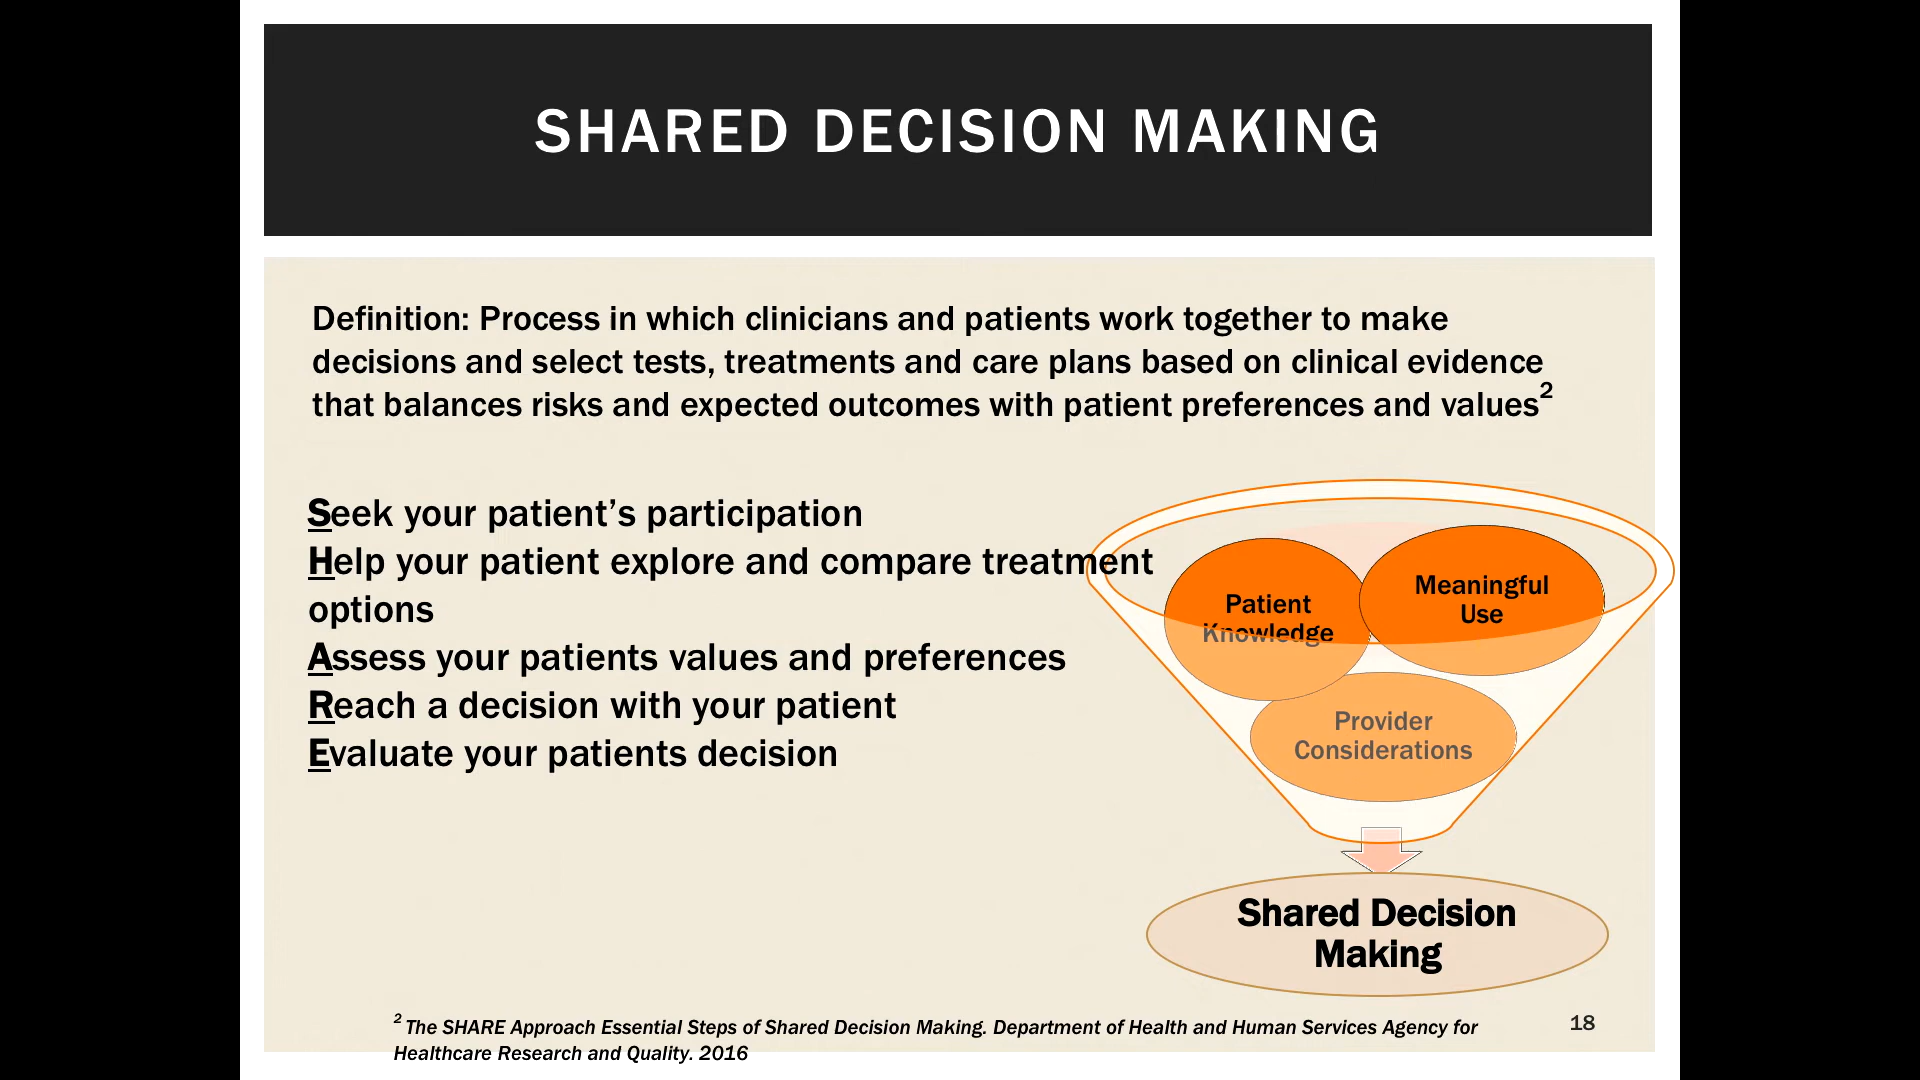 SHARED DECISION MAKING
Definition: Process in which clinicians and patients work together to make
decisions and select tests, treatments and care plans based on clinical evidence
that balances risks and expected outcomes with patient preferences and values²
Seek your patient’s participation
Help your patient explore and compare treatment
options
Assess your patients values and preferences
Reach a decision with your patient
Evaluate your patients decision
Patient
Knowledge
Meaningful
Use
Provider
Considerations
Shared Decision
Making
² The SHARE Approach Essential Steps of Shared Decision Making. Department of Health and Human Services Agency for
Healthcare Research and Quality. 2016
18